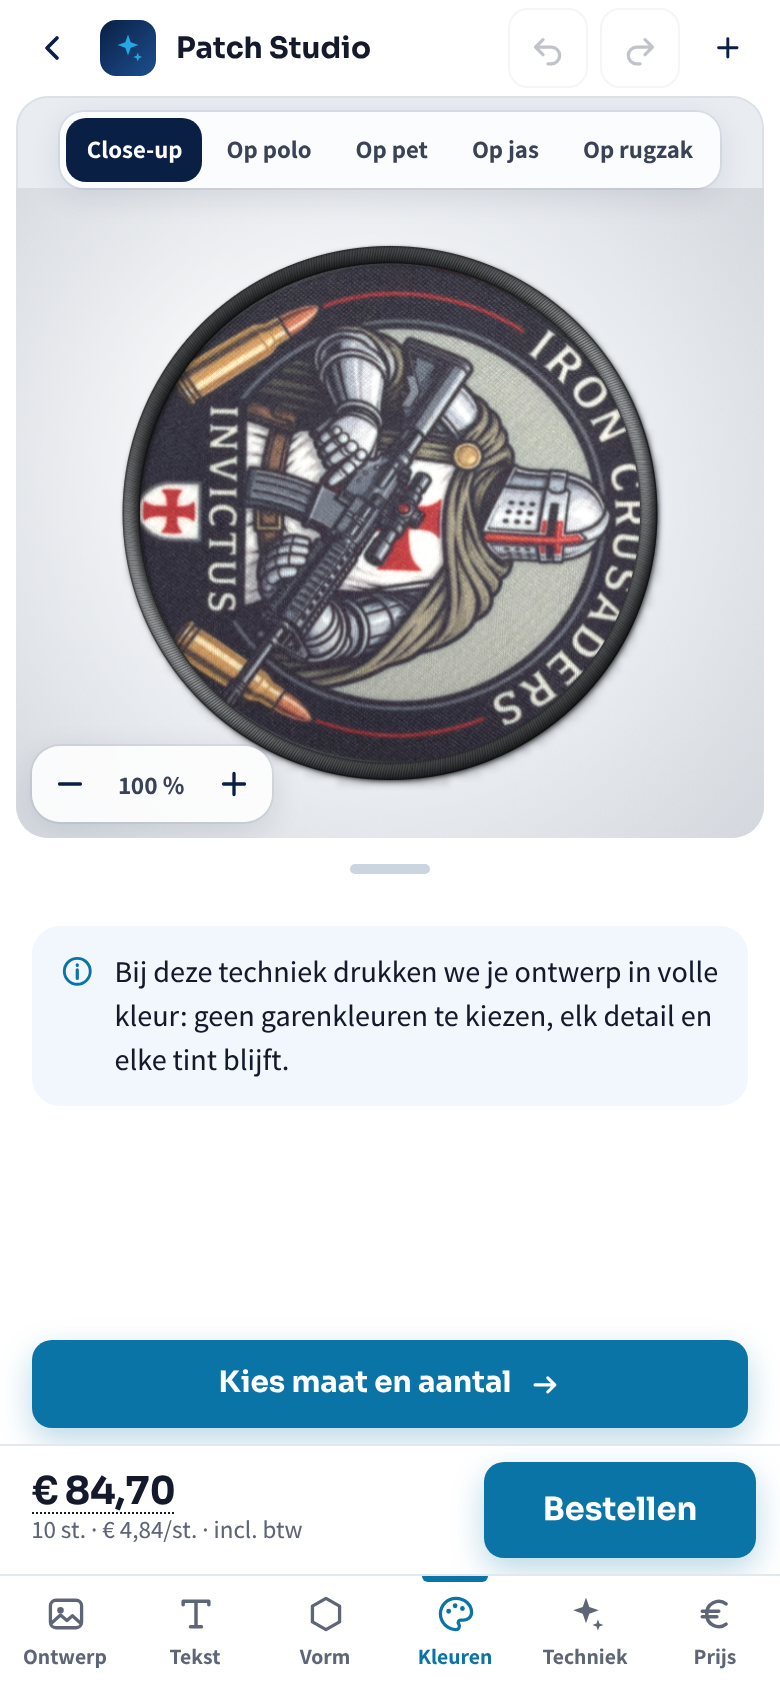 Patch Studio
Close-up
Op polo
Op pet
Op jas
Op rugzak
IRON CRUSADERS
INVICTUS
100 %
Bij deze techniek drukken we je ontwerp in volle
kleur: geen garenkleuren te kiezen, elk detail en
elke tint blijft.
Kies maat en aantal →
€ 84,70
10 st. · € 4,84/st. · incl. btw
Bestellen
Ontwerp
Tekst
Vorm
Kleuren
Techniek
Prijs